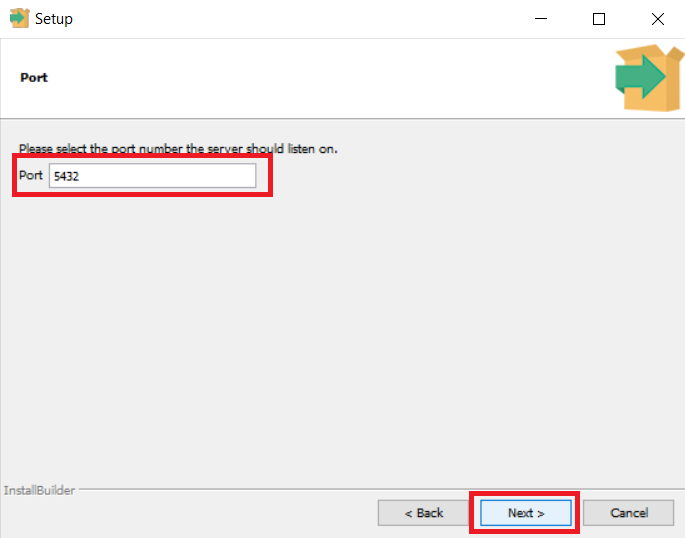 Setup
Port
Please select the port number the server should listen on.
Port 5432
InstallBuilder
< Back Next > Cancel